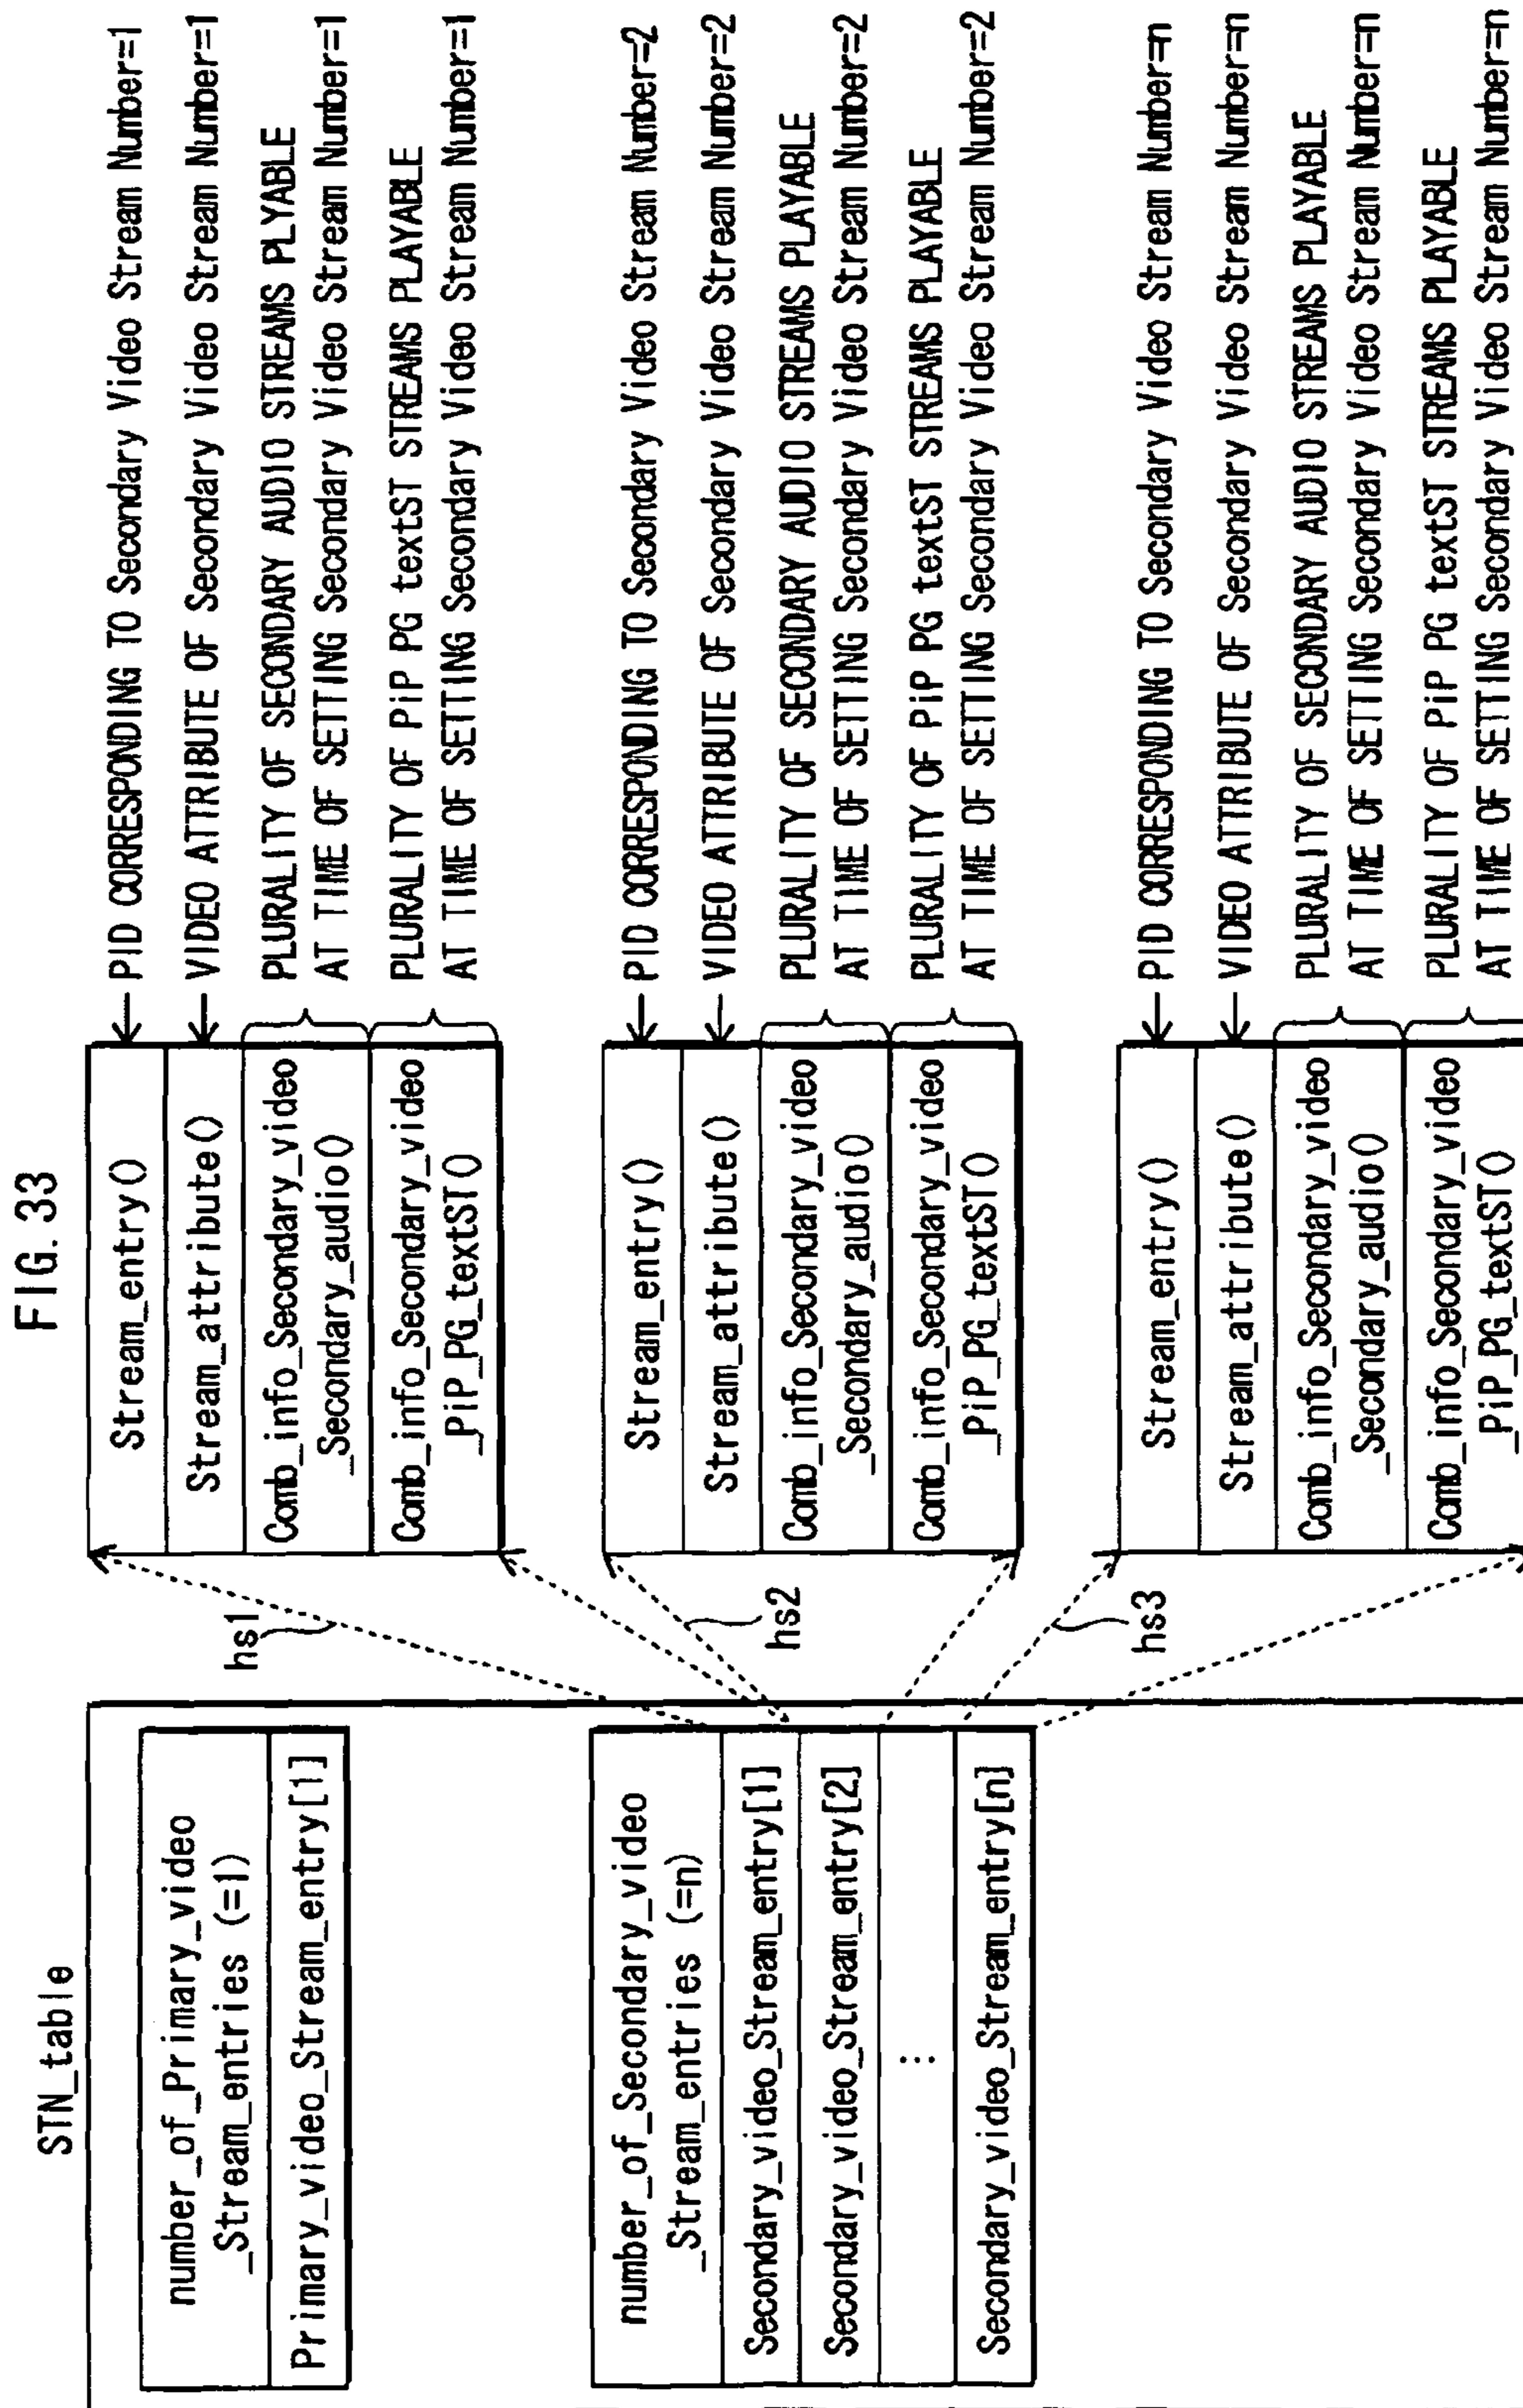 FIG. 33
STN_table
number_of_Primary_video
_Stream_entries (=1)
Primary_video_Stream_entry[1]
number_of_Secondary_video
_Stream_entries (=n)
Secondary_video_Stream_entry[1]
Secondary_video_Stream_entry[2]
⋮
Secondary_video_Stream_entry[n]
hs1
hs2
hs3
Stream_entry()
Stream_attribute()
Comb_info_Secondary_video
_Secondary_audio()
Comb_info_Secondary_video
_PiP_PG_textST()
PID CORRESPONDING TO Secondary Video Stream Number=1
VIDEO ATTRIBUTE OF Secondary Video Stream Number=1
PLURALITY OF SECONDARY AUDIO STREAMS PLYABLE
AT TIME OF SETTING Secondary Video Stream Number=1
PLURALITY OF PiP PG textST STREAMS PLAYABLE
AT TIME OF SETTING Secondary Video Stream Number=1
Stream_entry()
Stream_attribute()
Comb_info_Secondary_video
_Secondary_audio()
Comb_info_Secondary_video
_PiP_PG_textST()
PID CORRESPONDING TO Secondary Video Stream Number=2
VIDEO ATTRIBUTE OF Secondary Video Stream Number=2
PLURALITY OF SECONDARY AUDIO STREAMS PLAYABLE
AT TIME OF SETTING Secondary Video Stream Number=2
PLURALITY OF PiP PG textST STREAMS PLAYABLE
AT TIME OF SETTING Secondary Video Stream Number=2
Stream_entry()
Stream_attribute()
Comb_info_Secondary_video
_Secondary_audio()
Comb_info_Secondary_video
_PiP_PG_textST()
PID CORRESPONDING TO Secondary Video Stream Number=n
VIDEO ATTRIBUTE OF Secondary Video Stream Number=n
PLURALITY OF SECONDARY AUDIO STREAMS PLAYABLE
AT TIME OF SETTING Secondary Video Stream Number=n
PLURALITY OF PiP PG textST STREAMS PLAYABLE
AT TIME OF SETTING Secondary Video Stream Number=n